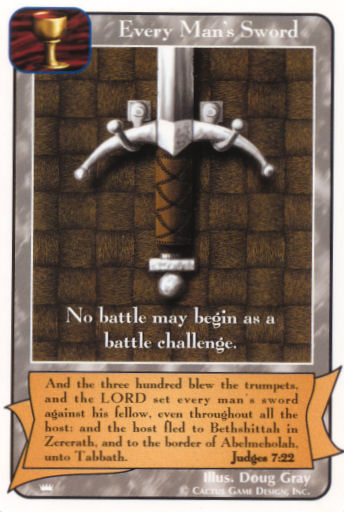 Every Man's Sword
No battle may begin as a
battle challenge.
And the three hundred blew the trumpets,
and the LORD set every man's sword
against his fellow, even throughout all the
host: and the host fled to Bethshittah in
Zererath, and to the border of Abelmeholah,
unto Tabbath. Judges 7:22
Illus. Doug Gray
© Cactus Game Design, Inc.